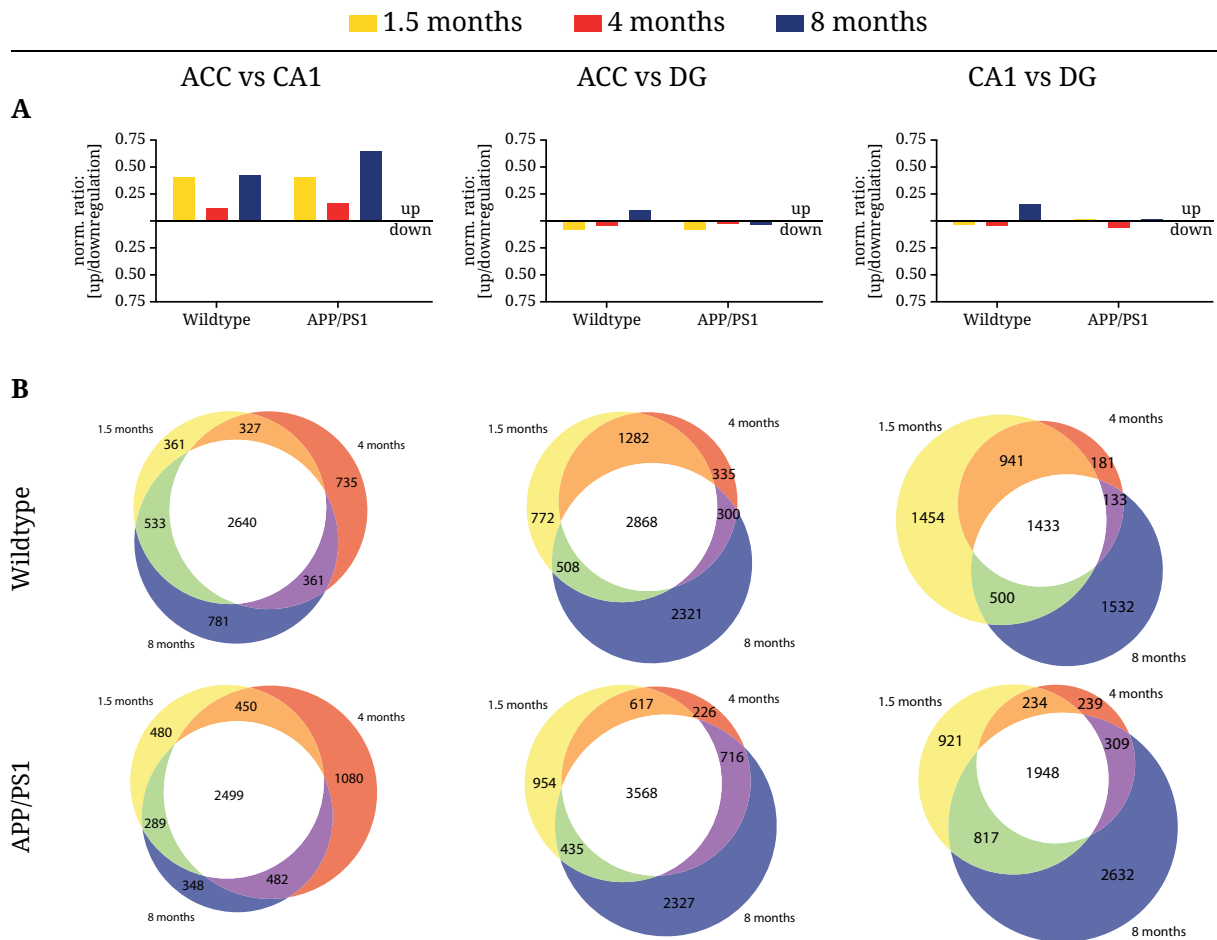 1.5 months 4 months 8 months
ACC vs CA1 ACC vs DG CA1 vs DG
A
norm. ratio:
[up/downregulation]
0.75
0.50
0.25
0.25
0.50
0.75
up
down
Wildtype APP/PS1
norm. ratio:
[up/downregulation]
0.75
0.50
0.25
0.25
0.50
0.75
up
down
Wildtype APP/PS1
norm. ratio:
[up/downregulation]
0.75
0.50
0.25
0.25
0.50
0.75
up
down
Wildtype APP/PS1
B
Wildtype
1.5 months
4 months
8 months
361
327
735
533
2640
361
781
1.5 months
4 months
8 months
1282
335
772
2868
300
508
2321
1.5 months
4 months
8 months
941
181
133
1454
1433
500
1532
APP/PS1
1.5 months
4 months
8 months
450
480
1080
2499
289
348
482
1.5 months
4 months
8 months
617
226
716
954
3568
435
2327
1.5 months
4 months
8 months
234
239
921
309
1948
817
2632